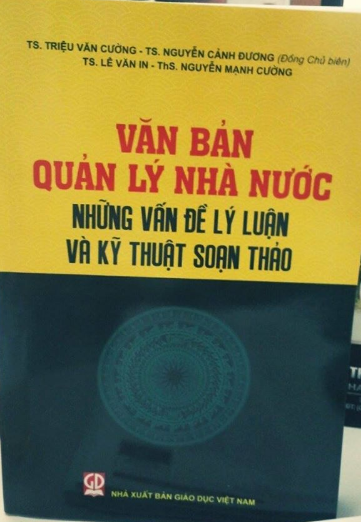 TS. TRIỆU VĂN CƯỜNG - TS. NGUYỄN CẢNH ĐƯƠNG (Đồng Chủ biên)
TS. LÊ VĂN IN - ThS. NGUYỄN MẠNH CƯỜNG
VĂN BẢN
QUẢN LÝ NHÀ NƯỚC
NHỮNG VẤN ĐỀ LÝ LUẬN
VÀ KỸ THUẬT SOẠN THẢO
GD
NHÀ XUẤT BẢN GIÁO DỤC VIỆT NAM